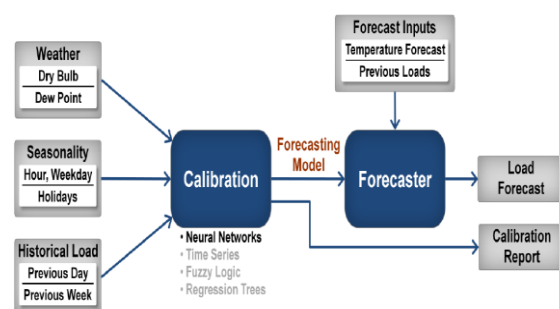 Weather
Dry Bulb
Dew Point
Seasonality
Hour, Weekday
Holidays
Historical Load
Previous Day
Previous Week
Calibration
• Neural Networks
• Time Series
• Fuzzy Logic
• Regression Trees
Forecasting
Model
Forecast Inputs
Temperature Forecast
Previous Loads
Forecaster
Load
Forecast
Calibration
Report